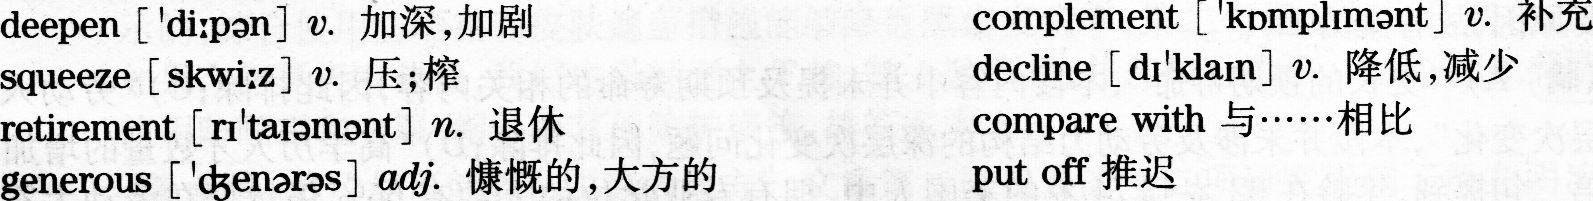 deepen [ˈdiːpən] v. 加深,加剧
squeeze [skwiːz] v. 压;榨
retirement [rɪˈtaɪəmənt] n. 退休
generous [ˈdʒenərəs] adj. 慷慨的,大方的
complement [ˈkɒmplɪmənt] v. 补充
decline [dɪˈklaɪn] v. 降低,减少
compare with 与……相比
put off 推迟